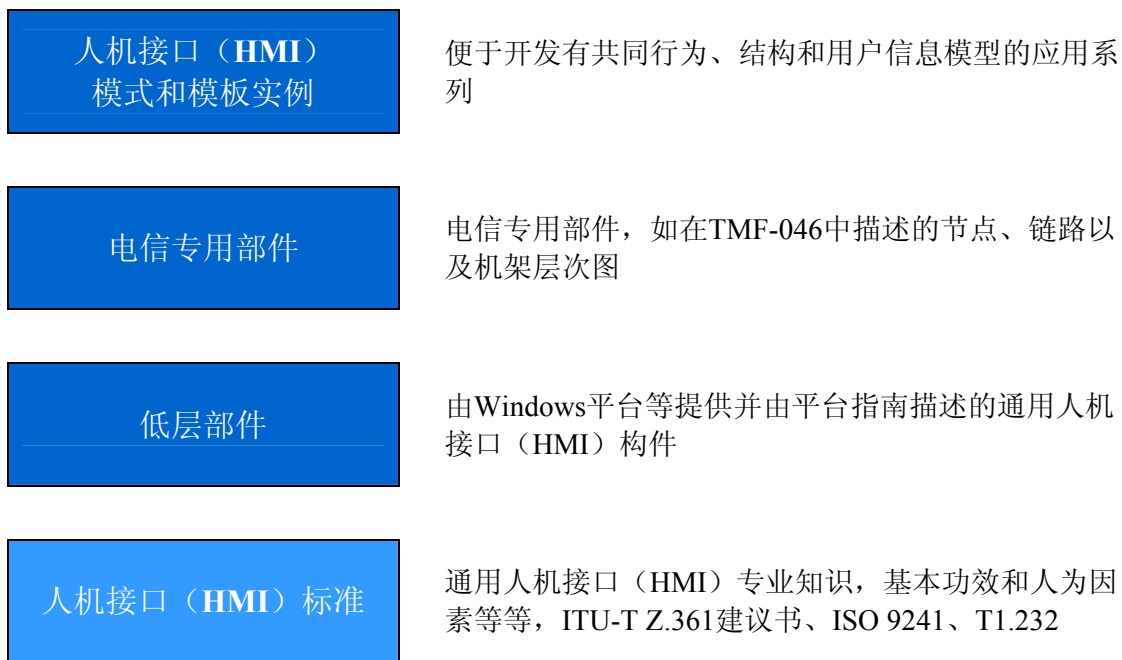 人机接口（HMI）
模式和模板实例
便于开发有共同行为、结构和用户信息模型的应用系
列
电信专用部件
电信专用部件，如在TMF-046中描述的节点、链路以
及机架层次图
低层部件
由Windows平台等提供并由平台指南描述的通用人机
接口（HMI）构件
人机接口（HMI）标准
通用人机接口（HMI）专业知识，基本功效和人为因
素等等，ITU-T Z.361建议书、ISO 9241、T1.232